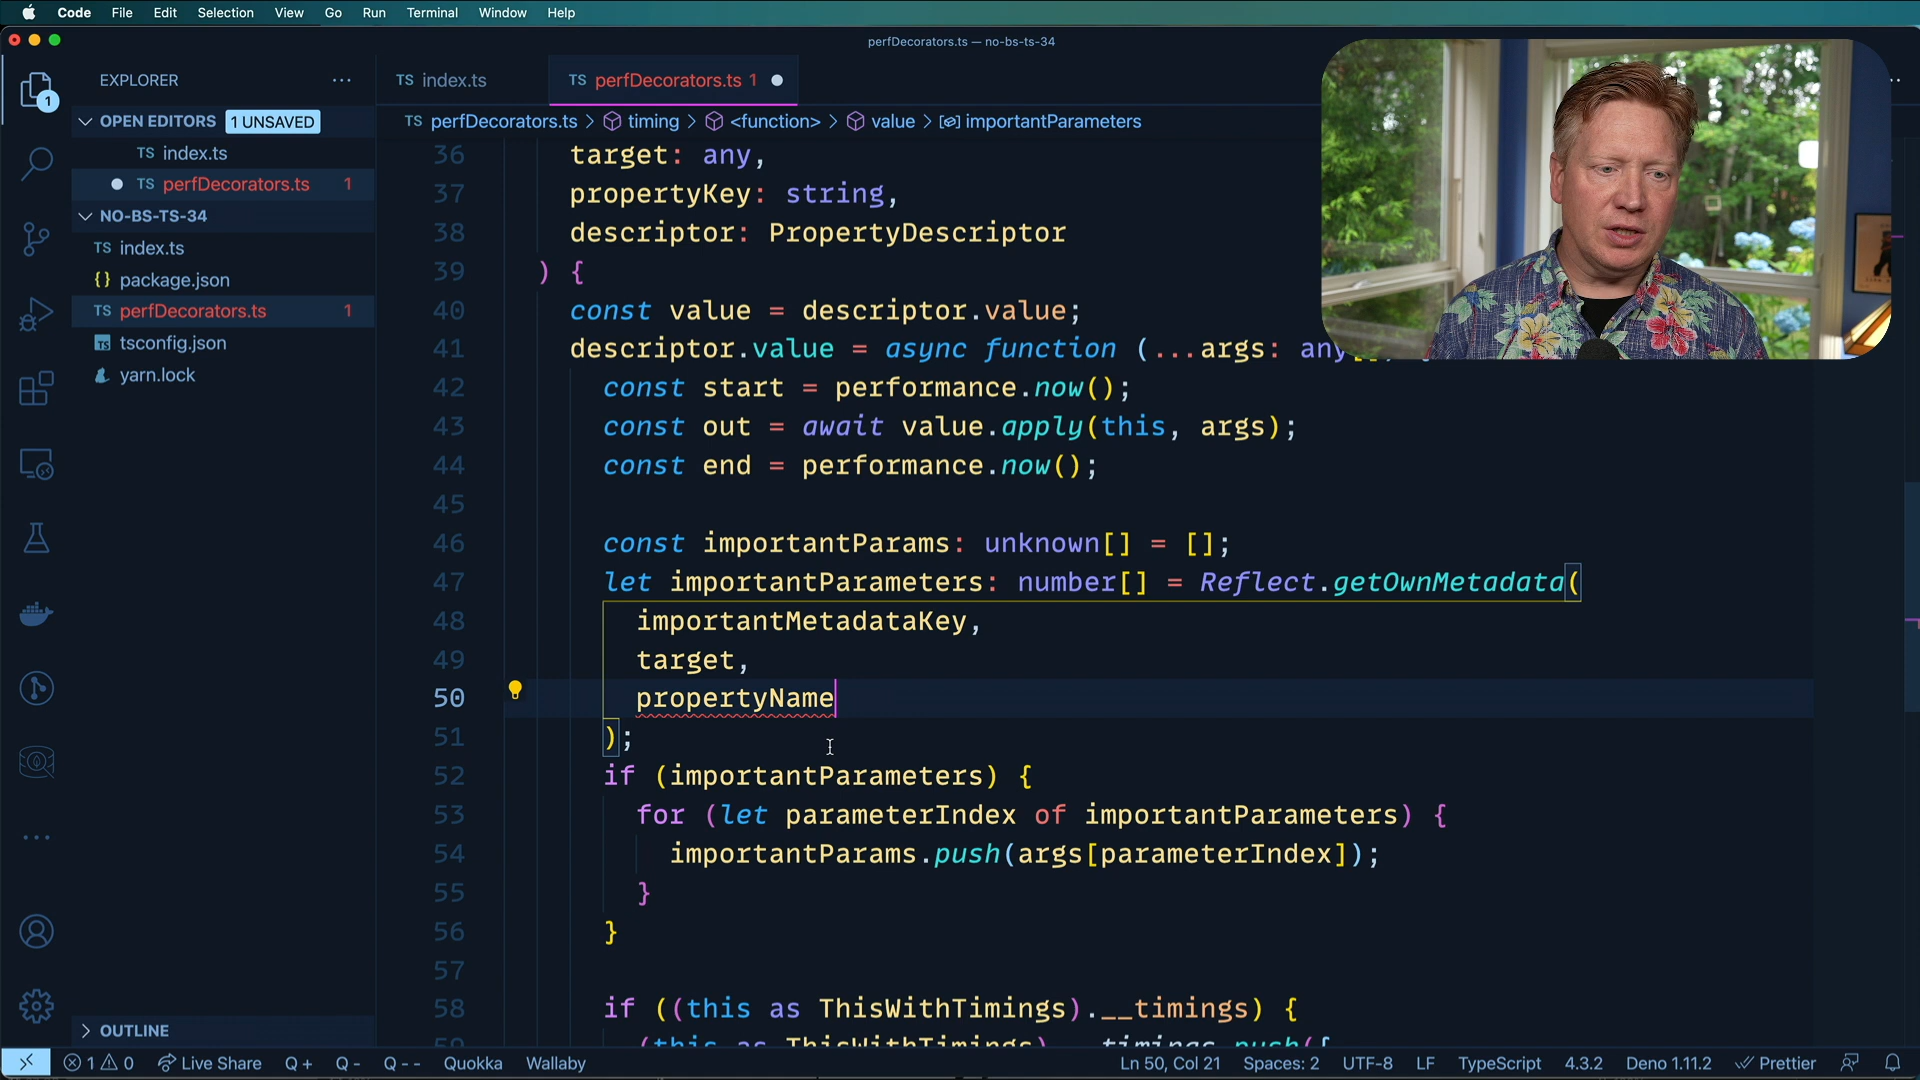 Code File Edit Selection View Go Run Terminal Window Help
perfDecorators.ts — no-bs-ts-34
EXPLORER ···
TS index.ts
TS perfDecorators.ts 1
OPEN EDITORS 1 UNSAVED
TS index.ts
TS perfDecorators.ts 1
NO-BS-TS-34
TS index.ts
{} package.json
TS perfDecorators.ts 1
TS tsconfig.json
yarn.lock
OUTLINE
1
TS perfDecorators.ts > timing > <function> > value > importantParameters
36 target: any,
37 propertyKey: string,
38 descriptor: PropertyDescriptor
39 ) {
40 const value = descriptor.value;
41 descriptor.value = async function (...args: any
42 const start = performance.now();
43 const out = await value.apply(this, args);
44 const end = performance.now();
45
46 const importantParams: unknown[] = [];
47 let importantParameters: number[] = Reflect.getOwnMetadata(
48 importantMetadataKey,
49 target,
50 propertyName
51 );
52 if (importantParameters) {
53 for (let parameterIndex of importantParameters) {
54 importantParams.push(args[parameterIndex]);
55 }
56 }
57
58 if ((this as ThisWithTimings).__timings) {
59 (this as ThisWithTimings).__timings.push({
1 0 Live Share Q + Q - Q - - Quokka Wallaby Ln 50, Col 21 Spaces: 2 UTF-8 LF TypeScript 4.3.2 Deno 1.11.2 Prettier